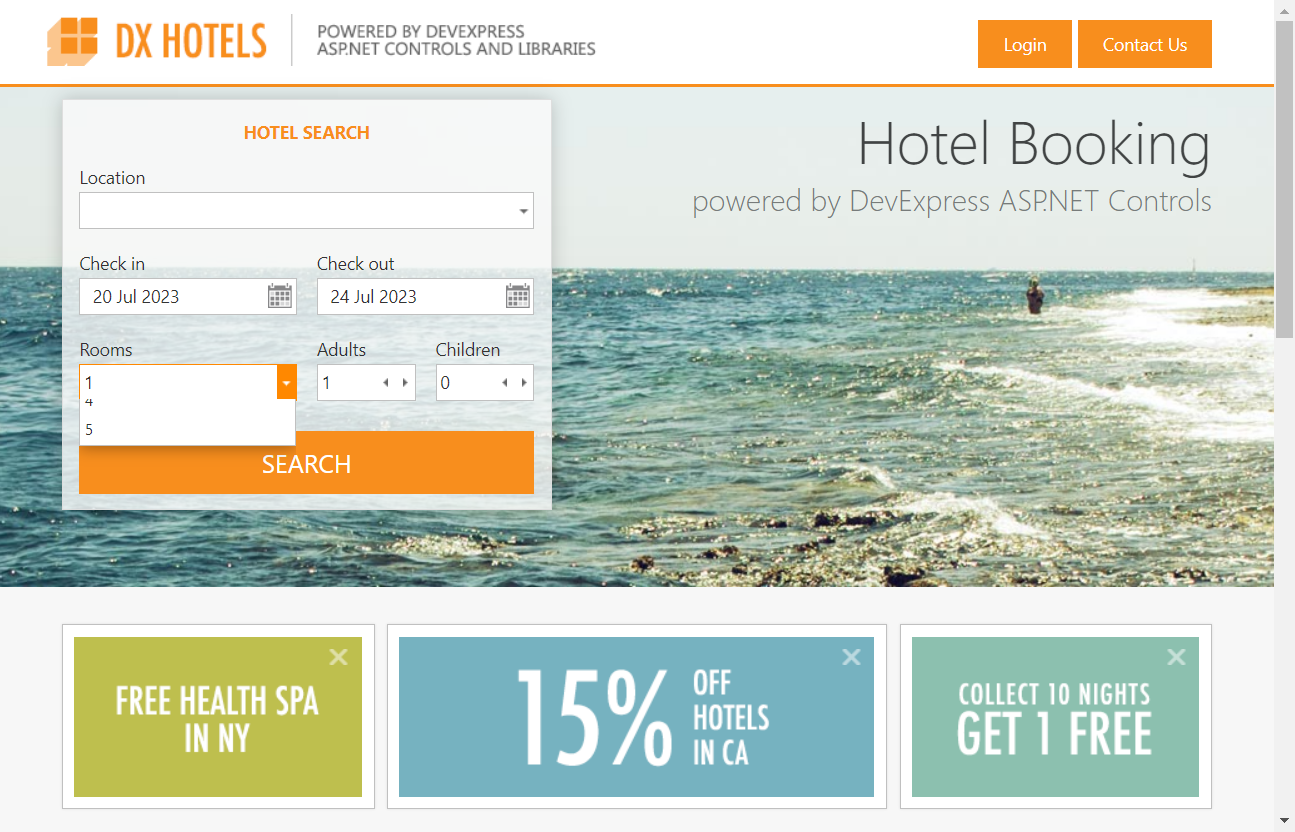 DX HOTELS
POWERED BY DEVEXPRESS
ASP.NET CONTROLS AND LIBRARIES
Login
Contact Us
HOTEL SEARCH
Location
Check in
Check out
20 Jul 2023
24 Jul 2023
Rooms
Adults
Children
1
1
0
4
5
SEARCH
Hotel Booking
powered by DevExpress ASP.NET Controls
FREE HEALTH SPA
IN NY
15%
OFF
HOTELS
IN CA
COLLECT 10 NIGHTS
GET 1 FREE